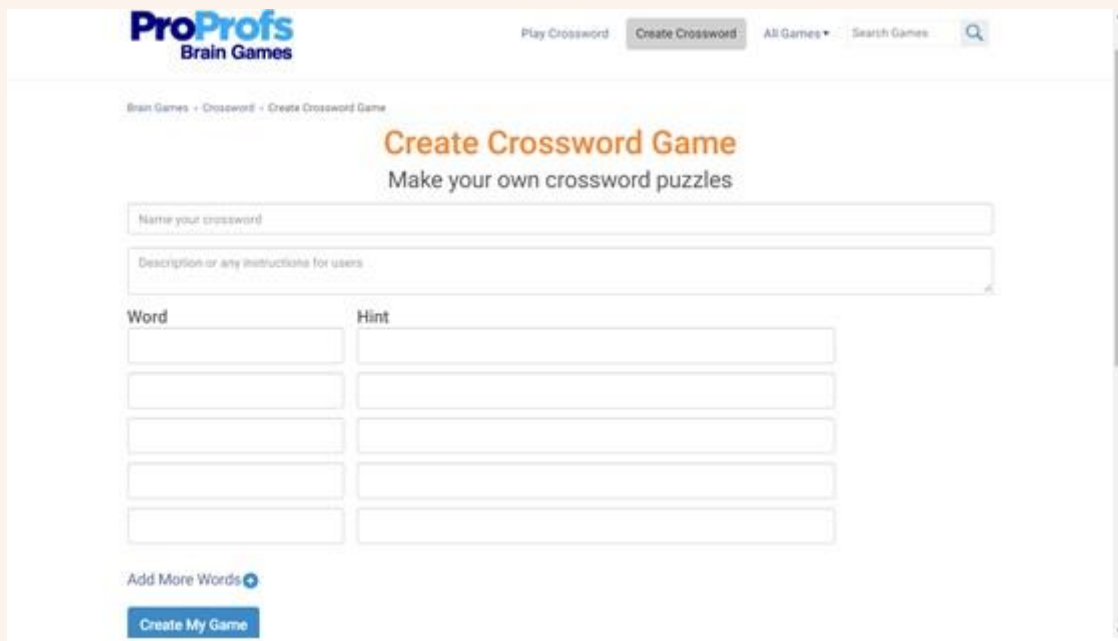 ProProfs
Brain Games
Play Crossword Create Crossword All Games Search Games
Brain Games Crossword Create Crossword Game
Create Crossword Game
Make your own crossword puzzles
Name your crossword
Description or any instructions for users
Word Hint
Add More Words
Create My Game